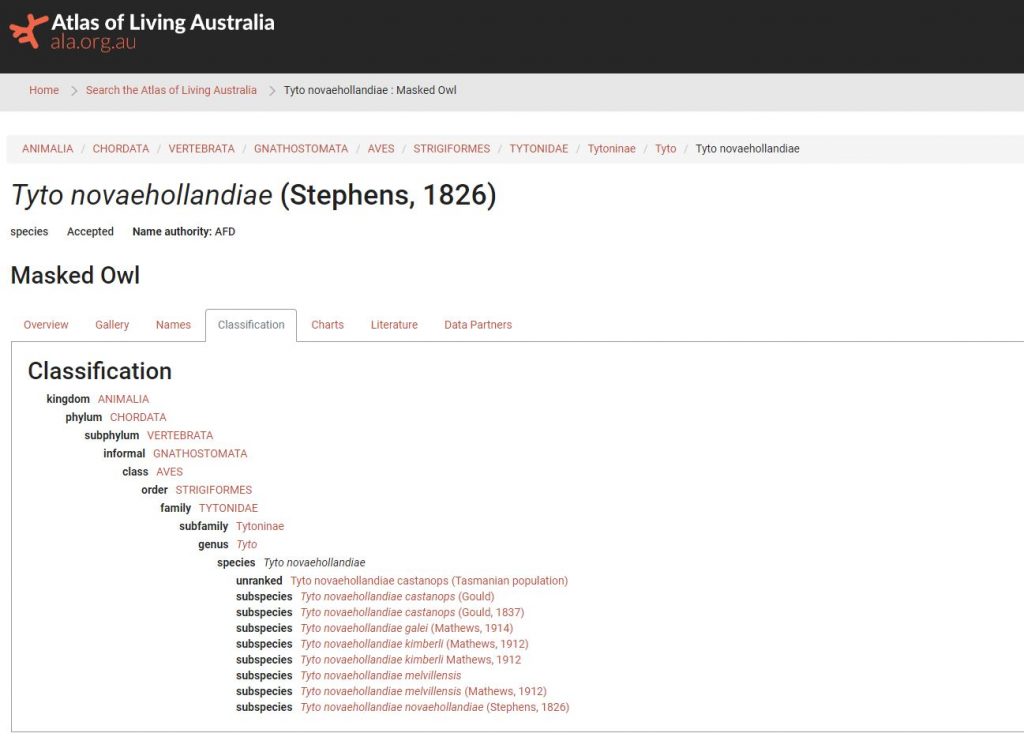 Atlas of Living Australia
ala.org.au
Home > Search the Atlas of Living Australia > Tyto novaehollandiae : Masked Owl
ANIMALIA / CHORDATA / VERTEBRATA / GNATHOSTOMATA / AVES / STRIGIFORMES / TYTONIDAE / Tytoninae / Tyto / Tyto novaehollandiae
Tyto novaehollandiae (Stephens, 1826)
species Accepted Name authority: AFD
Masked Owl
Overview Gallery Names Classification Charts Literature Data Partners
Classification
kingdom ANIMALIA
phylum CHORDATA
subphylum VERTEBRATA
informal GNATHOSTOMATA
class AVES
order STRIGIFORMES
family TYTONIDAE
subfamily Tytoninae
genus Tyto
species Tyto novaehollandiae
unranked Tyto novaehollandiae castanops (Tasmanian population)
subspecies Tyto novaehollandiae castanops (Gould)
subspecies Tyto novaehollandiae castanops (Gould, 1837)
subspecies Tyto novaehollandiae galei (Mathews, 1914)
subspecies Tyto novaehollandiae kimberli (Mathews, 1912)
subspecies Tyto novaehollandiae kimberli Mathews, 1912
subspecies Tyto novaehollandiae melvillensis
subspecies Tyto novaehollandiae melvillensis (Mathews, 1912)
subspecies Tyto novaehollandiae novaehollandiae (Stephens, 1826)